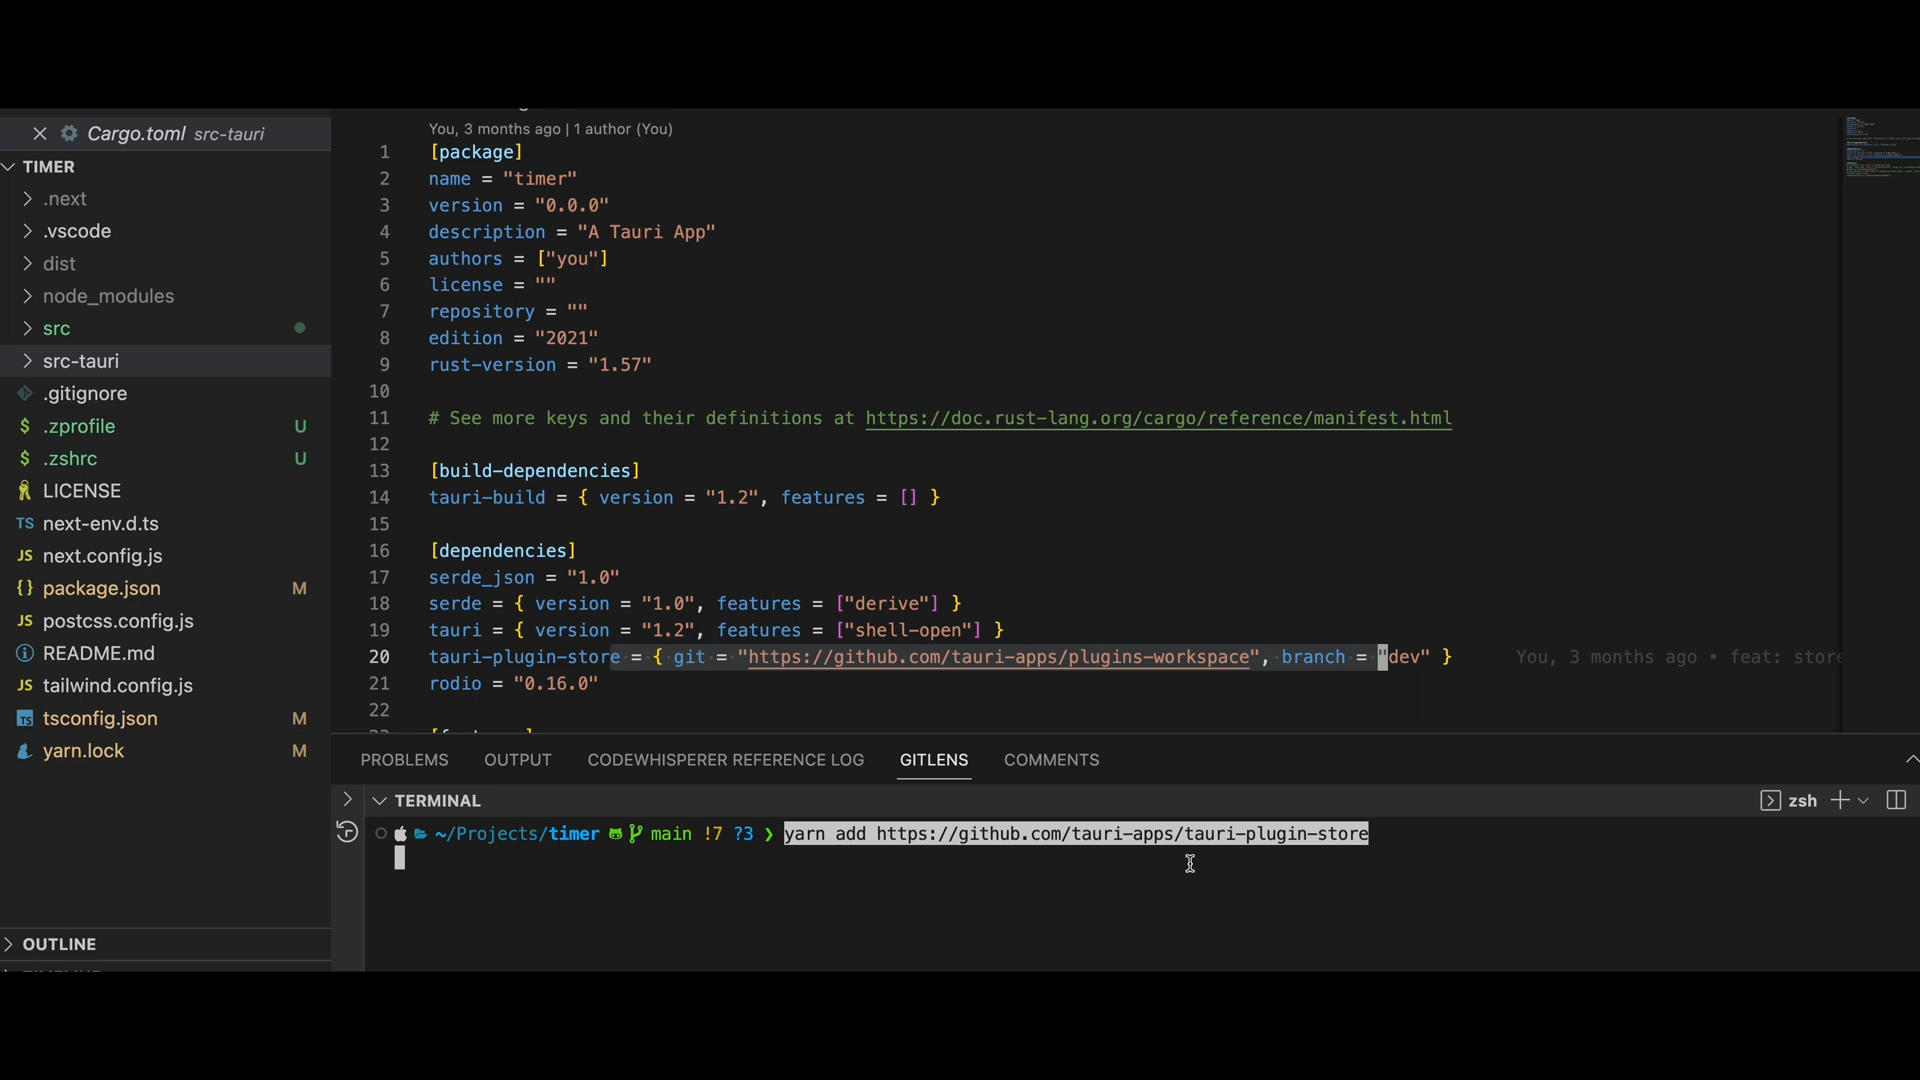 Cargo.toml src-tauri
TIMER
.next
.vscode
dist
node_modules
src
src-tauri
.gitignore
$ .zprofile U
$ .zshrc U
LICENSE
TS next-env.d.ts
JS next.config.js
{} package.json M
JS postcss.config.js
README.md
JS tailwind.config.js
TS tsconfig.json M
yarn.lock M
OUTLINE
You, 3 months ago | 1 author (You)
1 [package]
2 name = "timer"
3 version = "0.0.0"
4 description = "A Tauri App"
5 authors = ["you"]
6 license = ""
7 repository = ""
8 edition = "2021"
9 rust-version = "1.57"
10
11 # See more keys and their definitions at https://doc.rust-lang.org/cargo/reference/manifest.html
12
13 [build-dependencies]
14 tauri-build = { version = "1.2", features = [] }
15
16 [dependencies]
17 serde_json = "1.0"
18 serde = { version = "1.0", features = ["derive"] }
19 tauri = { version = "1.2", features = ["shell-open"] }
20 tauri-plugin-store = { git = "https://github.com/tauri-apps/plugins-workspace", branch = "dev" } You, 3 months ago • feat: store
21 rodio = "0.16.0"
22
PROBLEMS OUTPUT CODEWHISPERER REFERENCE LOG GITLENS COMMENTS
TERMINAL zsh
~/Projects/timer main !7 ?3 ❯ yarn add https://github.com/tauri-apps/tauri-plugin-store